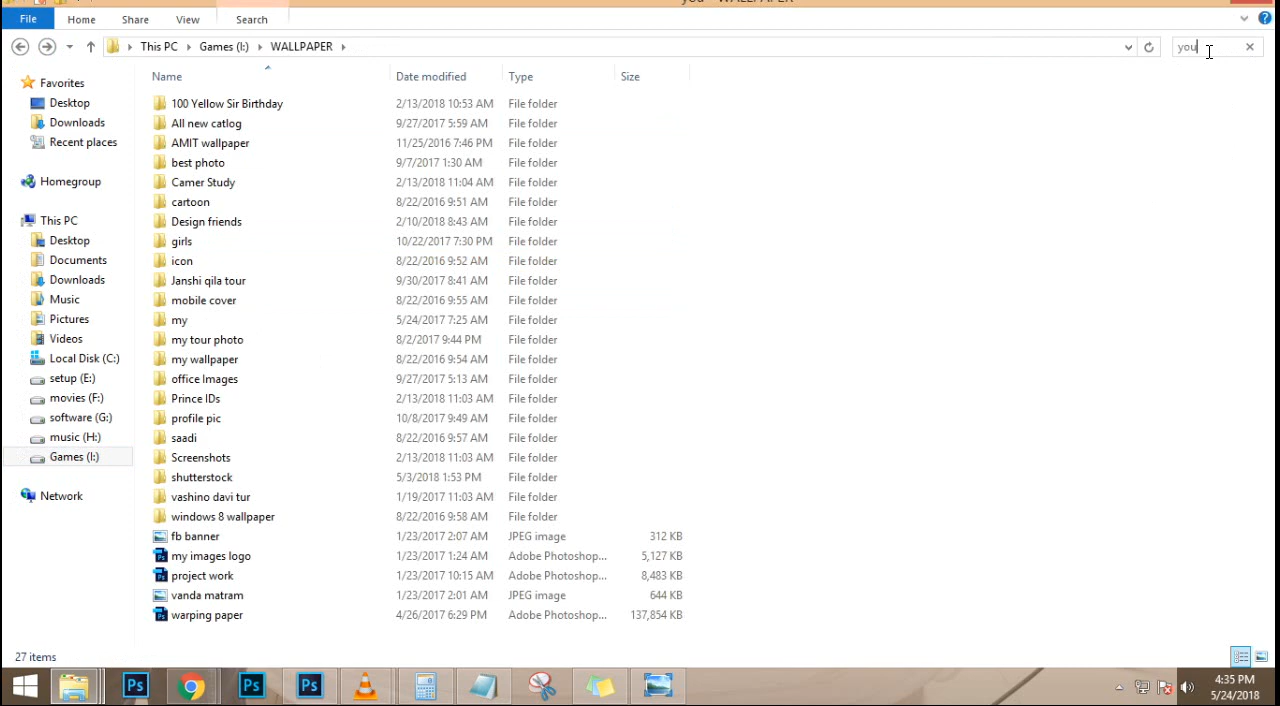 you - WALLPAPER
File Home Share View Search
This PC Games (I:) WALLPAPER you
Name Date modified Type Size
Favorites
Desktop
Downloads
Recent places
Homegroup
This PC
Desktop
Documents
Downloads
Music
Pictures
Videos
Local Disk (C:)
setup (E:)
movies (F:)
software (G:)
music (H:)
Games (I:)
Network
100 Yellow Sir Birthday 2/13/2018 10:53 AM File folder
All new catlog 9/27/2017 5:59 AM File folder
AMIT wallpaper 11/25/2016 7:46 PM File folder
best photo 9/7/2017 1:30 AM File folder
Camer Study 2/13/2018 11:04 AM File folder
cartoon 8/22/2016 9:51 AM File folder
Design friends 2/10/2018 8:43 AM File folder
girls 10/22/2017 7:30 PM File folder
icon 8/22/2016 9:52 AM File folder
Janshi qila tour 9/30/2017 8:41 AM File folder
mobile cover 8/22/2016 9:55 AM File folder
my 5/24/2017 7:25 AM File folder
my tour photo 8/2/2017 9:44 PM File folder
my wallpaper 8/22/2016 9:54 AM File folder
office Images 9/27/2017 5:13 AM File folder
Prince IDs 2/13/2018 11:03 AM File folder
profile pic 10/8/2017 9:49 AM File folder
saadi 8/22/2016 9:57 AM File folder
Screenshots 2/13/2018 11:03 AM File folder
shutterstock 5/3/2018 1:53 PM File folder
vashino davi tur 1/19/2017 11:03 AM File folder
windows 8 wallpaper 8/22/2016 9:58 AM File folder
fb banner 1/23/2017 2:07 AM JPEG image 312 KB
my images logo 1/23/2017 1:24 AM Adobe Photoshop... 5,127 KB
project work 1/23/2017 10:15 AM Adobe Photoshop... 8,483 KB
vanda matram 1/23/2017 2:01 AM JPEG image 644 KB
warping paper 4/26/2017 6:29 PM Adobe Photoshop... 137,854 KB
27 items
Ps Ps Ps
4:35 PM
5/24/2018